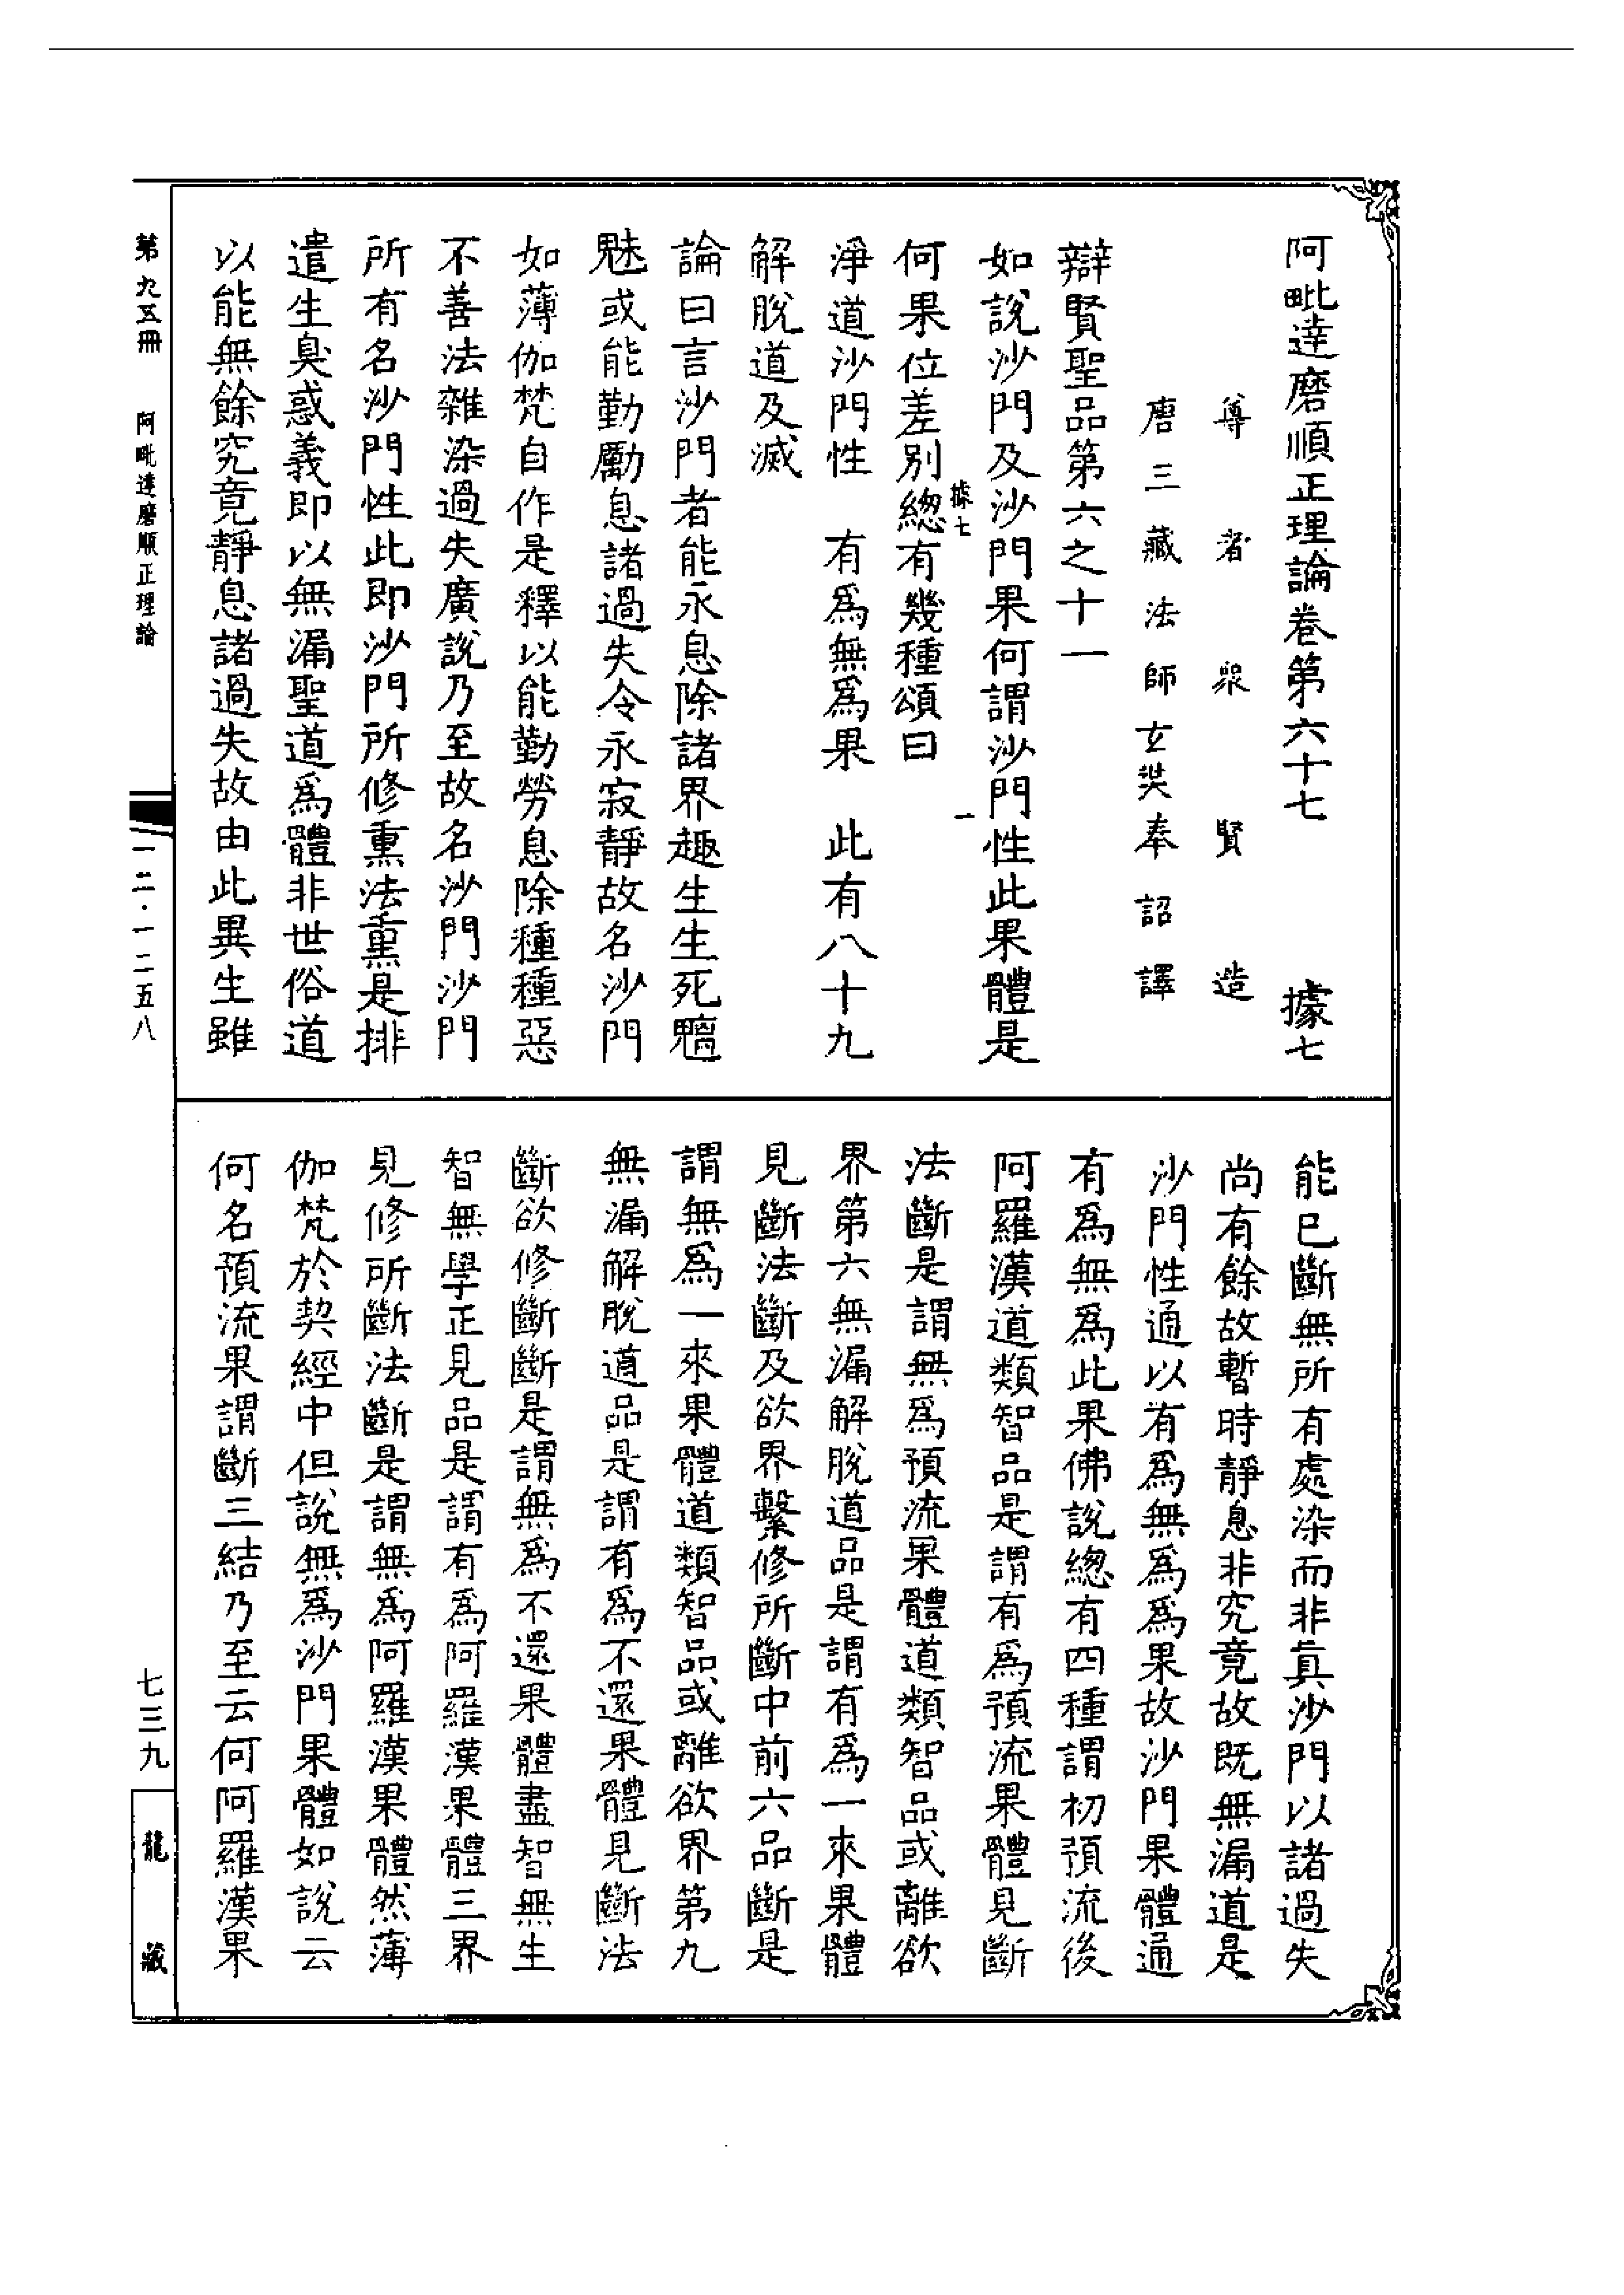 阿毗達磨順正理論卷第六十七　據七
尊者眾賢造
唐三藏法師玄奘奉詔譯
辯賢聖品第六之十一
如說沙門及沙門果何謂沙門性此果體是
據七　一
何果位差別總有幾種頌曰
淨道沙門性　有為無為果　此有八十九
解脫道及滅
論曰言沙門者能永息除諸界趣生生死魑
魅或能勤勵息諸過失令永寂靜故名沙門
如薄伽梵自作是釋以能勤勞息除種種惡
不善法雜染過失廣說乃至故名沙門沙門
所有名沙門性此即沙門所修熏法熏是排
遣生臭惑義即以無漏聖道為體非世俗道
以能無餘究竟靜息諸過失故由此異生雖
能已斷無所有處染而非真沙門以諸過失
尚有餘故暫時靜息非究竟故既無漏道是
沙門性通以有為無為為果故沙門果體通
有為無為此果佛說總有四種謂初預流後
阿羅漢道類智品是謂有為預流果體見斷
法斷是謂無為預流果體道類智品或離欲
界第六無漏解脫道品是謂有為一來果體
見斷法斷及欲界繫修所斷中前六品斷是
謂無為一來果體道類智品或離欲界第九
無漏解脫道品是謂有為不還果體見斷法
斷欲修斷斷是謂無為不還果體盡智無生
智無學正見品是謂有為阿羅漢果體三界
見修所斷法斷是謂無為阿羅漢果體然薄
伽梵於契經中但說無為沙門果體如說云
何名預流果謂斷三結乃至云何阿羅漢果
第九五冊　阿毗達磨順正理論
一二·一二五八
七三九
龍藏